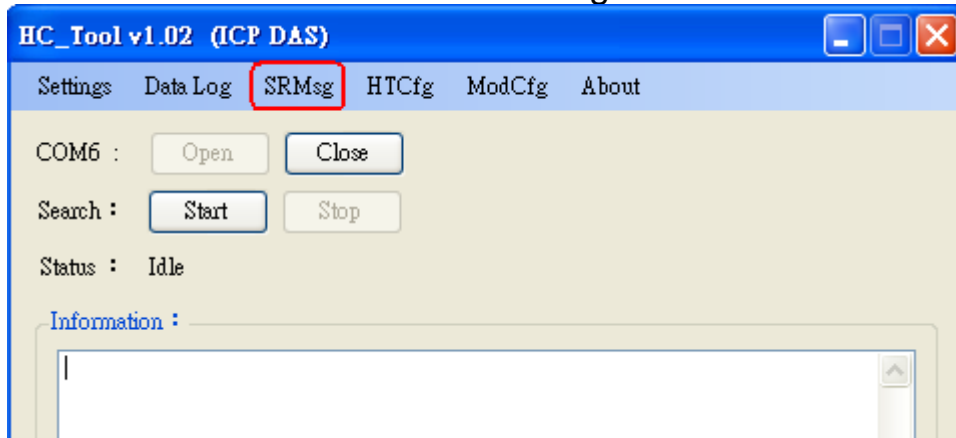 HC_Tool v1.02 (ICP DAS)
Settings Data Log SRMsg HTCfg ModCfg About
COM6 : Open Close
Search : Start Stop
Status : Idle
Information :